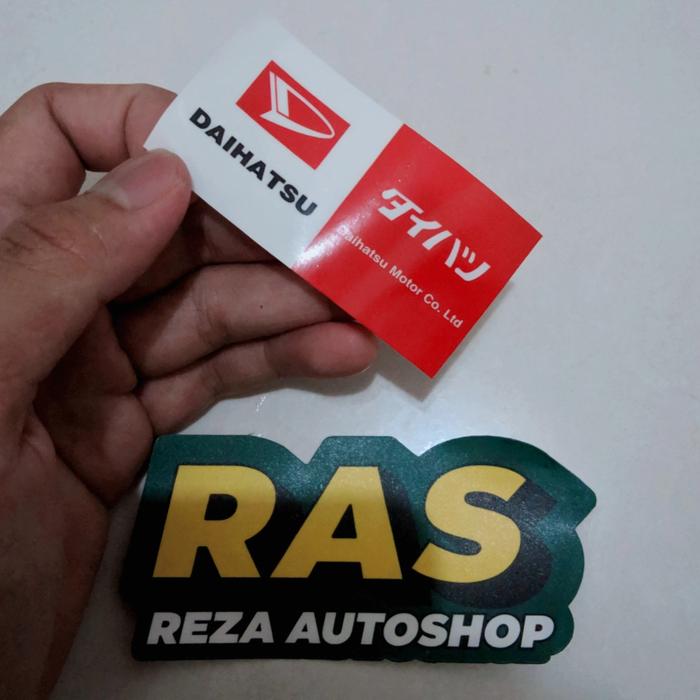 DAIHATSU
ダイハツ
Daihatsu Motor Co. Ltd
RAS
REZA AUTOSHOP